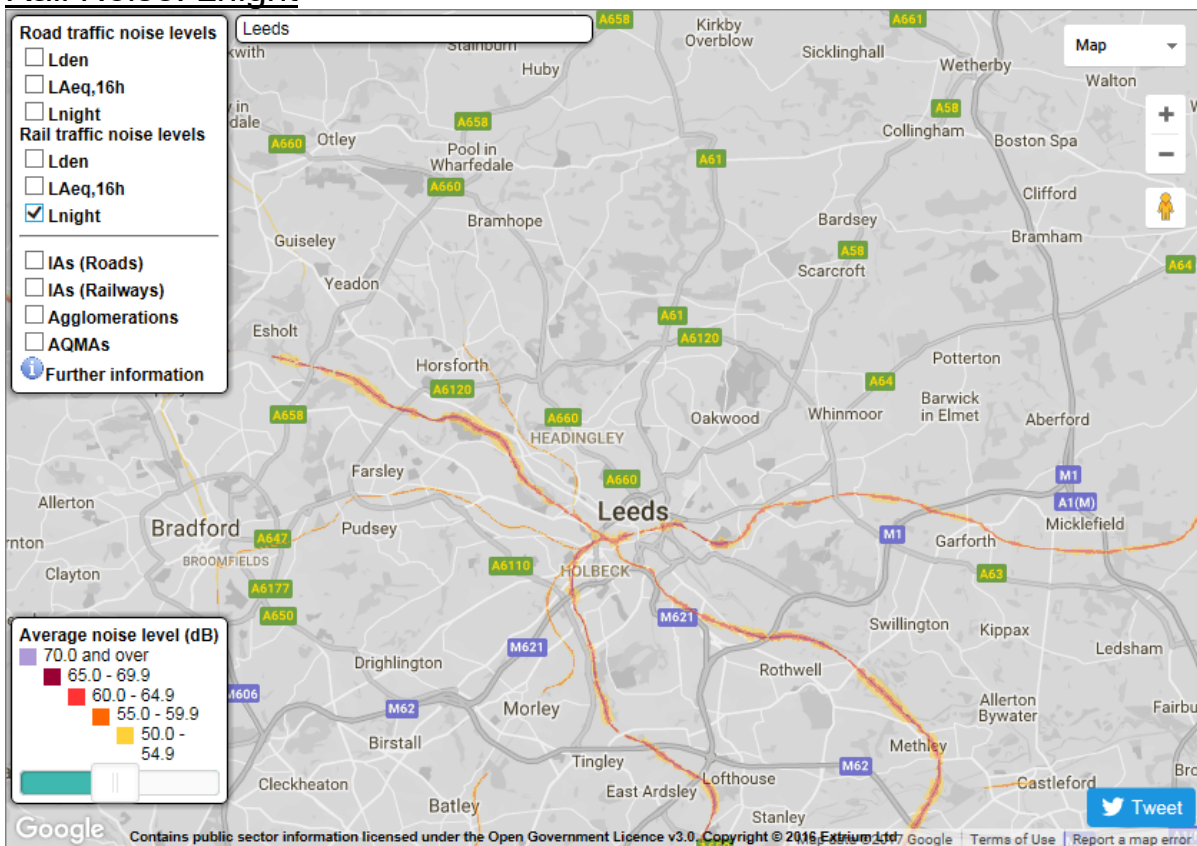 Rail Noise: Lnight
Road traffic noise levels
Lden
LAeq,16h
Lnight
Rail traffic noise levels
Lden
LAeq,16h
Lnight
IAs (Roads)
IAs (Railways)
Agglomerations
AQMAs
Further information
Leeds
Map
A658
Kirkby
Overblow
A661
Sicklinghall
Wetherby
Walton
Stainburn
Huby
A658
A58
Collingham
Boston Spa
A660
Otley
Pool in
Wharfedale
A61
A660
Clifford
Bramhope
Bardsey
Bramham
Guiseley
A58
Scarcroft
A64
Yeadon
A61
Esholt
A6120
Horsforth
Potterton
A6120
A64
Barwick
in Elmet
A658
A660
Oakwood
Whinmoor
Aberford
HEADINGLEY
Farsley
A660
M1
Allerton
Leeds
A1(M)
Bradford
Pudsey
Micklefield
A647
M1
Garforth
BROOMFIELDS
Clayton
A6110
HOLBECK
A63
A6177
A650
M621
Swillington
Kippax
M621
Ledsham
Drighlington
Rothwell
M606
M62
Morley
Allerton
Bywater
Birstall
Methley
Tingley
M62
Cleckheaton
East Ardsley
Lofthouse
Castleford
Batley
Stanley
Average noise level (dB)
70.0 and over
65.0 - 69.9
60.0 - 64.9
55.0 - 59.9
50.0 -
54.9
Tweet
Google
Contains public sector information licensed under the Open Government Licence v3.0, Copyright © 2016 Extrium Ltd
Map data ©2017 Google
Terms of Use
Report a map error